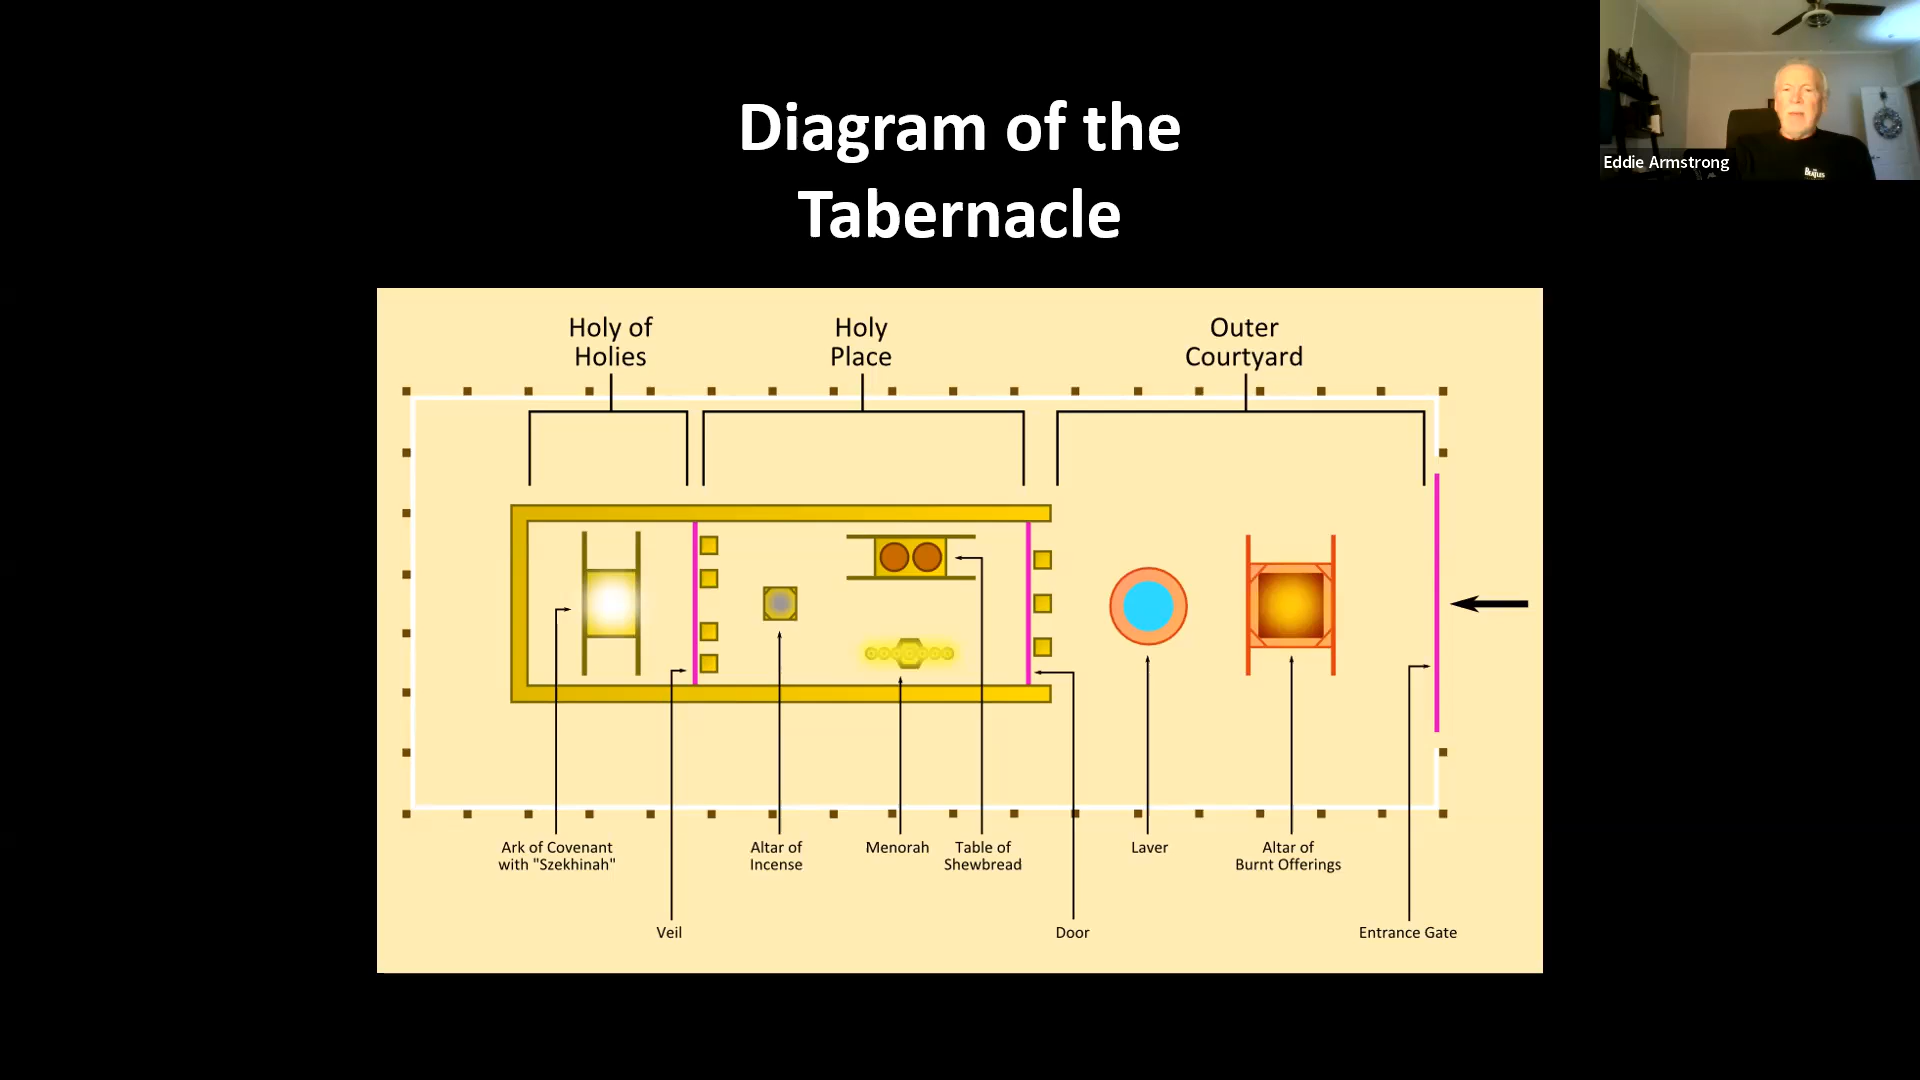 Diagram of the
Tabernacle
Eddie Armstrong
BEATLES
Holy of
Holies
Holy
Place
Outer
Courtyard
Ark of Covenant
with "Szekhinah"
Altar of
Incense
Menorah
Table of
Shewbread
Laver
Altar of
Burnt Offerings
Veil
Door
Entrance Gate